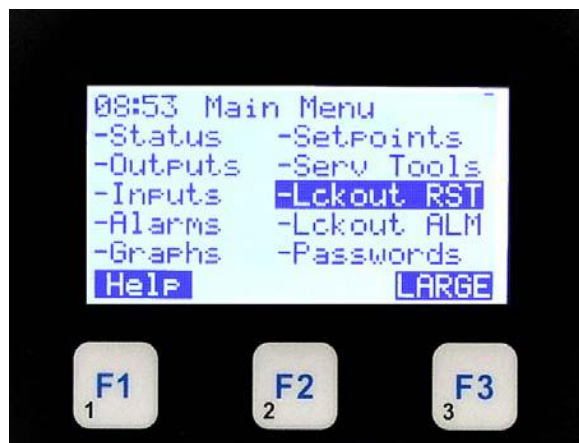 08:53 Main Menu
-Status -Setpoints
-Outputs -Serv Tools
-Inputs -Lckout RST
-Alarms -Lckout ALM
-Graphs -Passwords
Help LARGE
F1 F2 F3
1 2 3